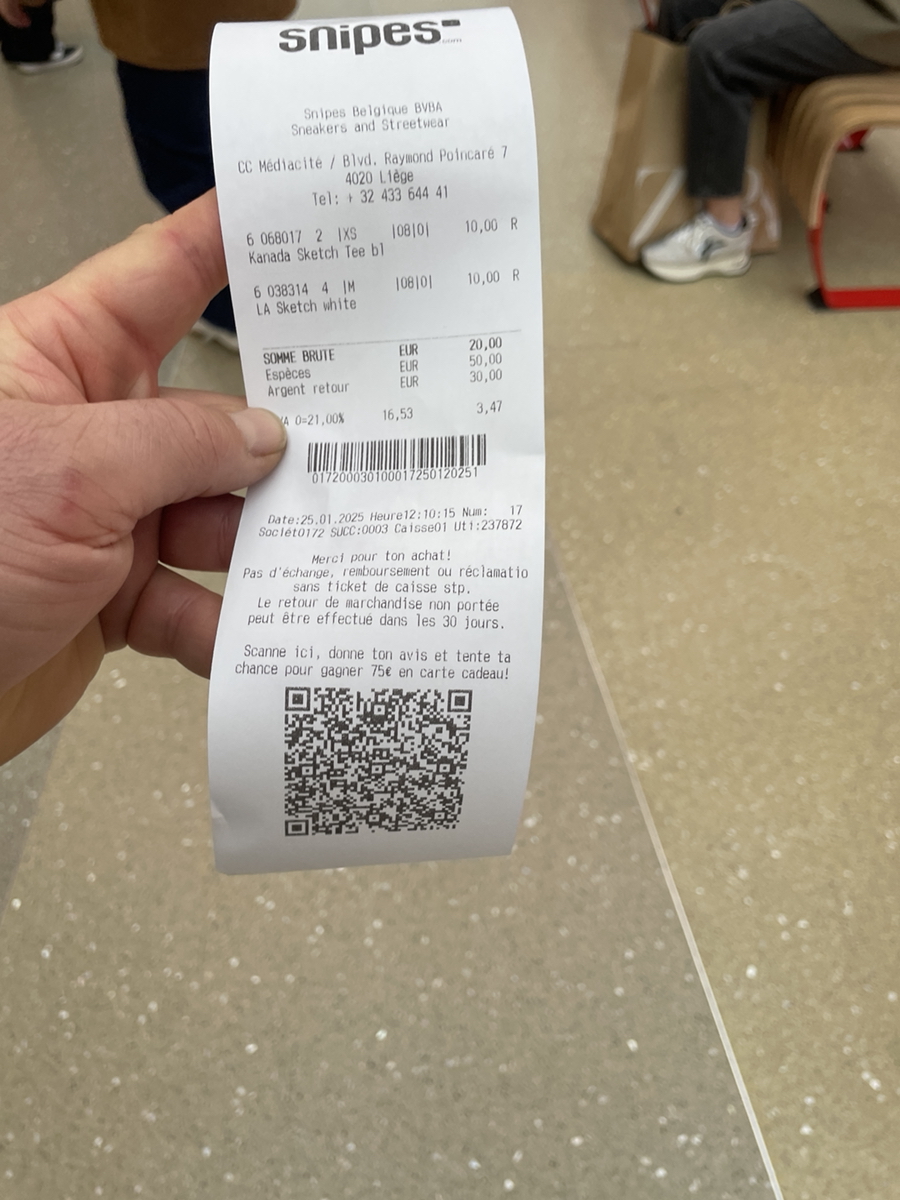 snipes
.com
Snipes Belgique BVBA
Sneakers and Streetwear
CC Médiacité / Blvd. Raymond Poincaré 7
4020 Liège
Tel: + 32 433 644 41
6 068017 2 |XS |08|0| 10,00 R
Kanada Sketch Tee bl
6 038314 4 |M |08|0| 10,00 R
LA Sketch white
SOMME BRUTE EUR 20,00
Espèces EUR 50,00
Argent retour EUR 30,00
A 0=21,00% 16,53 3,47
017200030100017250120251
Date:25.01.2025 Heure12:10:15 Num: 17
Sociét0172 SUCC:0003 Caisse01 Uti:237872
Merci pour ton achat!
Pas d'échange, remboursement ou réclamatio
sans ticket de caisse stp.
Le retour de marchandise non portée
peut être effectué dans les 30 jours.
Scanne ici, donne ton avis et tente ta
chance pour gagner 75€ en carte cadeau!